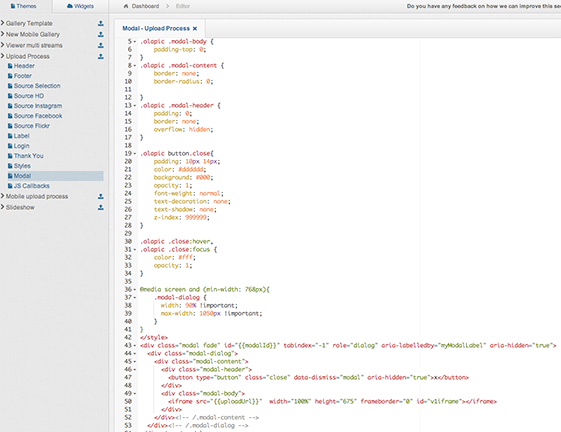 Themes
Widgets
Dashboard
Editor
Do you have any feedback on how we can improve this se
Gallery Template
New Mobile Gallery
Viewer multi streams
Upload Process
Header
Footer
Source Selection
Source HD
Source Instagram
Source Facebook
Source Flickr
Label
Login
Thank You
Styles
Modal
JS Callbacks
Mobile upload process
Slideshow
Modal - Upload Process ×
5 .olapic .modal-body {
6 padding-top: 0;
7 }
8 .olapic .modal-content {
9 border: none;
10 border-radius: 0;
11
12 }
13 .olapic .modal-header {
14 padding: 0;
15 border: none;
16 overflow: hidden;
17 }
18
19 .olapic button.close{
20 padding: 10px 14px;
21 color: #dddddd;
22 background: #000;
23 opacity: 1;
24 font-weight: normal;
25 text-decoration: none;
26 text-shadow: none;
27 z-index: 999999;
28 }
29
30 .olapic .close:hover,
31 .olapic .close:focus {
32 color: #fff;
33 opacity: 1;
34 }
35
36 @media screen and (min-width: 768px){
37 .modal-dialog {
38 width: 90% !important;
39 max-width: 1050px !important;
40 }
41 }
42 </style>
43 <div class="modal fade" id="{{modalId}}" tabindex="-1" role="dialog" aria-labelledby="myModalLabel" aria-hidden="true">
44 <div class="modal-dialog">
45 <div class="modal-content">
46 <div class="modal-header">
47 <button type="button" class="close" data-dismiss="modal" aria-hidden="true">x</button>
48 </div>
49 <div class="modal-body">
50 <iframe src="{{uploadUrl}}" width="100%" height="675" frameborder="0" id="v1iframe"></iframe>
51 </div>
52 </div><!-- /.modal-content -->
53 </div><!-- /.modal-dialog -->